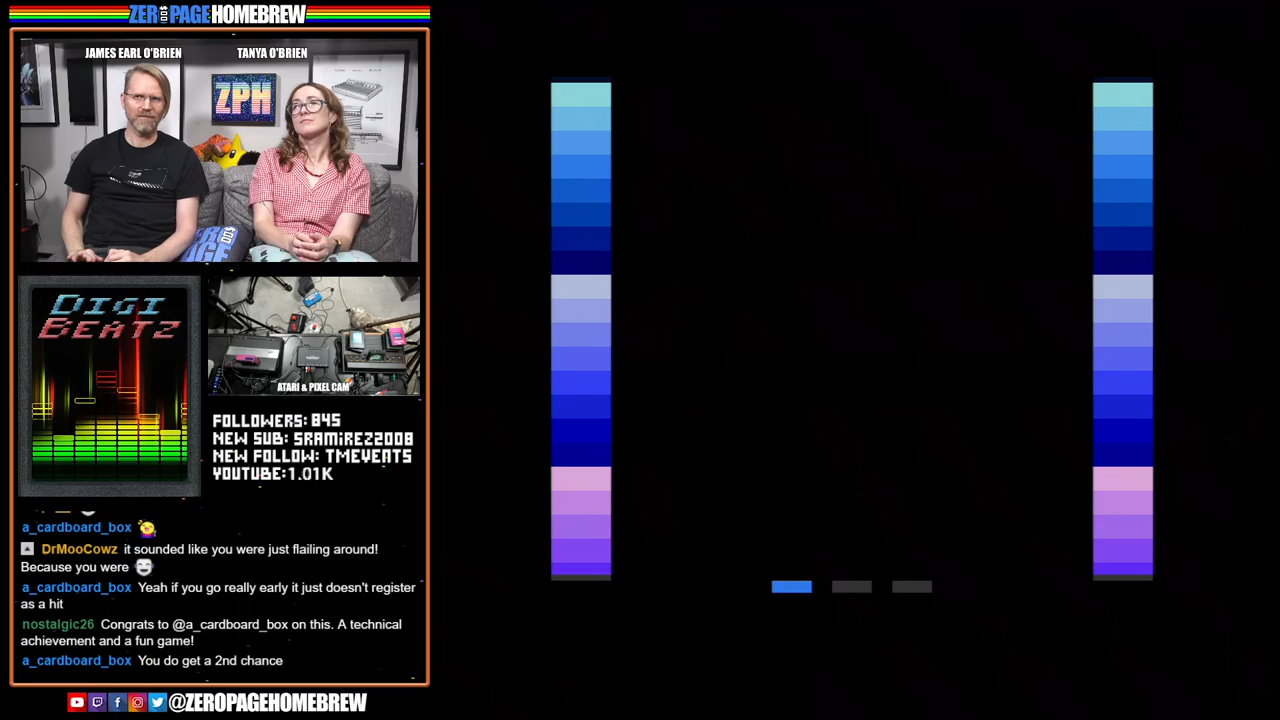 ZEROPAGE HOMEBREW
JAMES EARL O'BRIEN
TANYA O'BRIEN
ZPH
DIGI
BEATZ
ATARI & PIXEL CAM
FOLLOWERS: 845
NEW SUB: SRAMIREZ2008
NEW FOLLOW: TMEYEATS
YOUTUBE:1.01K
a_cardboard_box
DrMooCowz it sounded like you were just flailing around!
Because you were
a_cardboard_box Yeah if you go really early it just doesn't register
as a hit
nostalgic26 Congrats to @a_cardboard_box on this. A technical
achievement and a fun game!
a_cardboard_box You do get a 2nd chance
@ZEROPAGEHOMEBREW